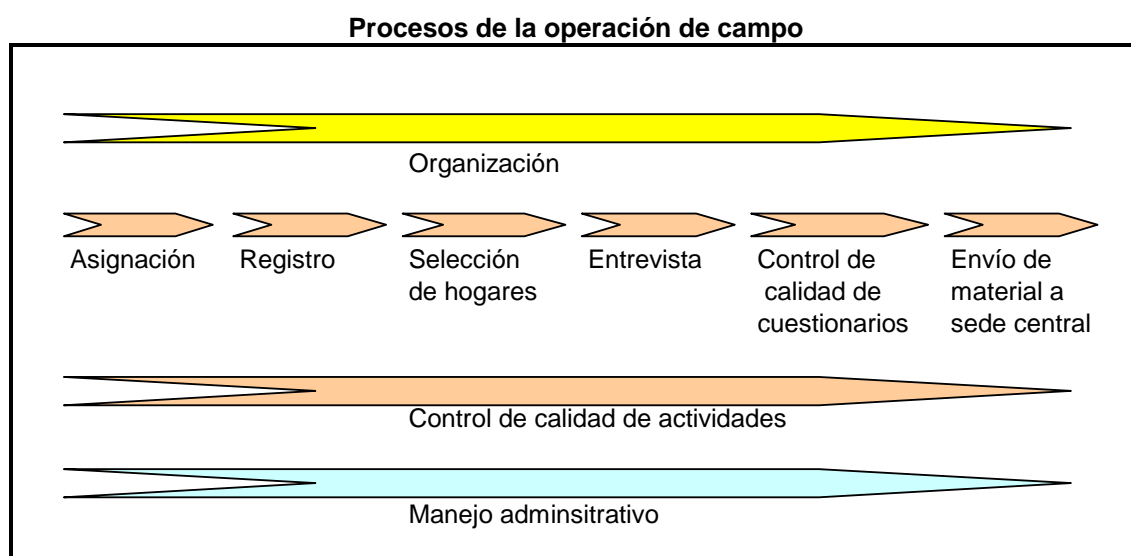 Procesos de la operación de campo
Organización
Asignación
Registro
Selección
de hogares
Entrevista
Control de
calidad de
cuestionarios
Envío de
material a
sede central
Control de calidad de actividades
Manejo adminsitrativo